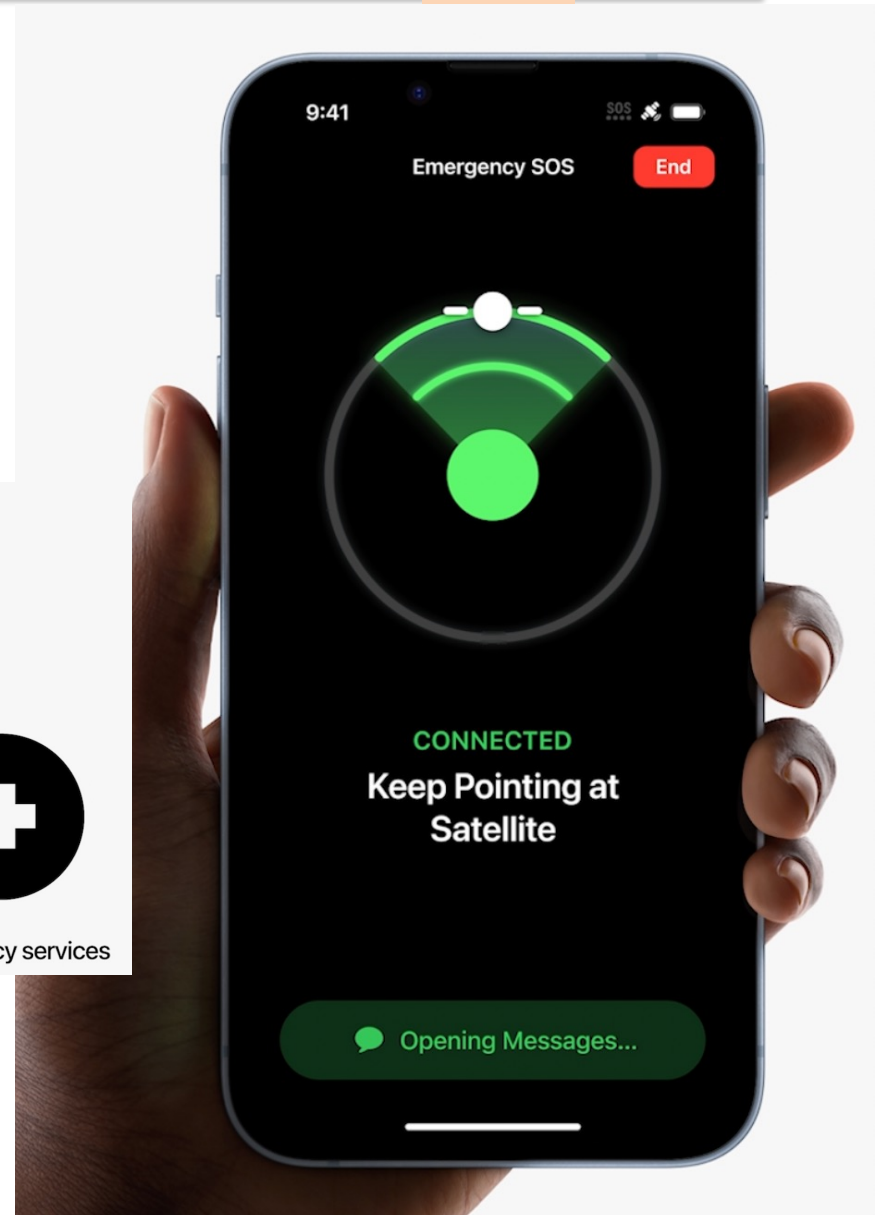 9:41
SOS
Emergency SOS
End
CONNECTED
Keep Pointing at
Satellite
cy services
Opening Messages...